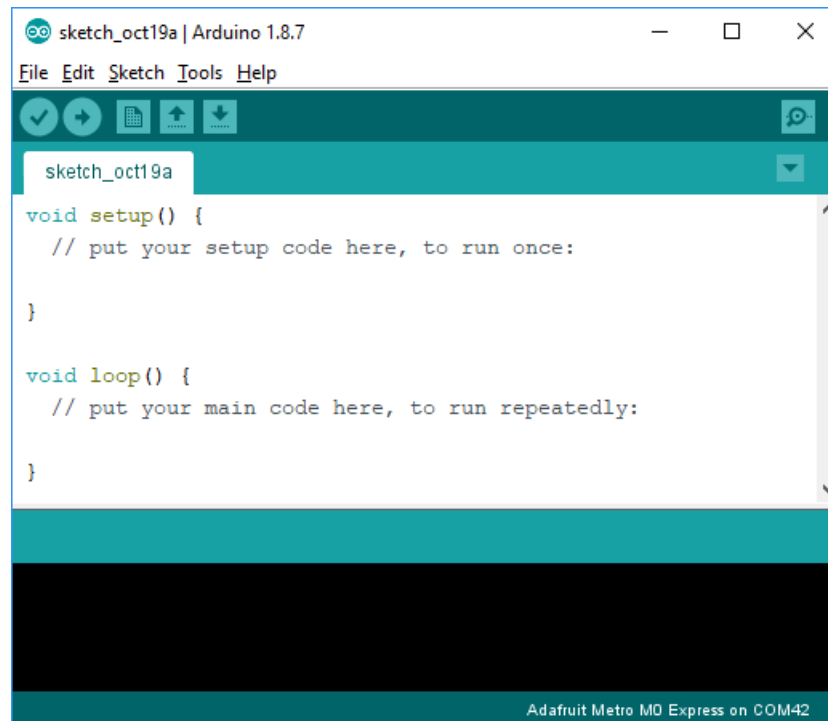 sketch_oct19a | Arduino 1.8.7
File Edit Sketch Tools Help
sketch_oct19a
void setup() {
  // put your setup code here, to run once:
}
void loop() {
  // put your main code here, to run repeatedly:
}
Adafruit Metro M0 Express on COM42